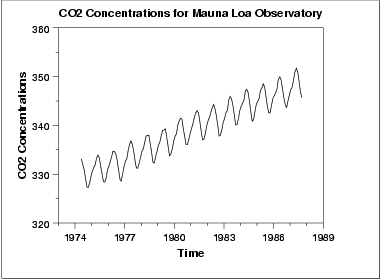 CO2 Concentrations for Mauna Loa Observatory
360
350
340
330
320
CO2 Concentrations
1974 1977 1980 1983 1986 1989
Time